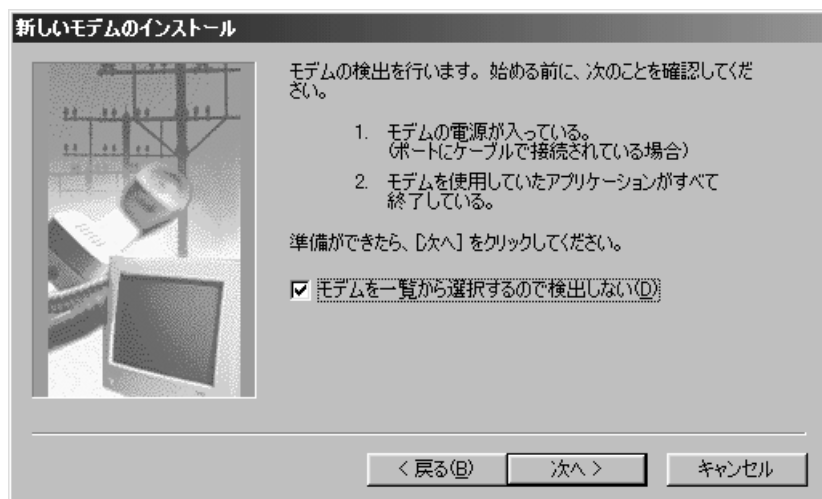 新しいモデムのインストール
モデムの検出を行います。始める前に、次のことを確認してくだ
さい。
1. モデムの電源が入っている。
(ポートにケーブルで接続されている場合)
2. モデムを使用していたアプリケーションがすべて
終了している。
準備ができたら、[次へ] をクリックしてください。
モデムを一覧から選択するので検出しない(D)
< 戻る(B)
次へ >
キャンセル